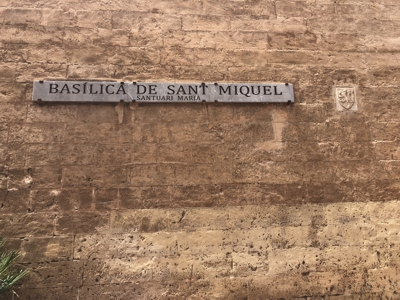 BASÍLICA DE SANT MIQUEL
SANTUARI MARIÀ